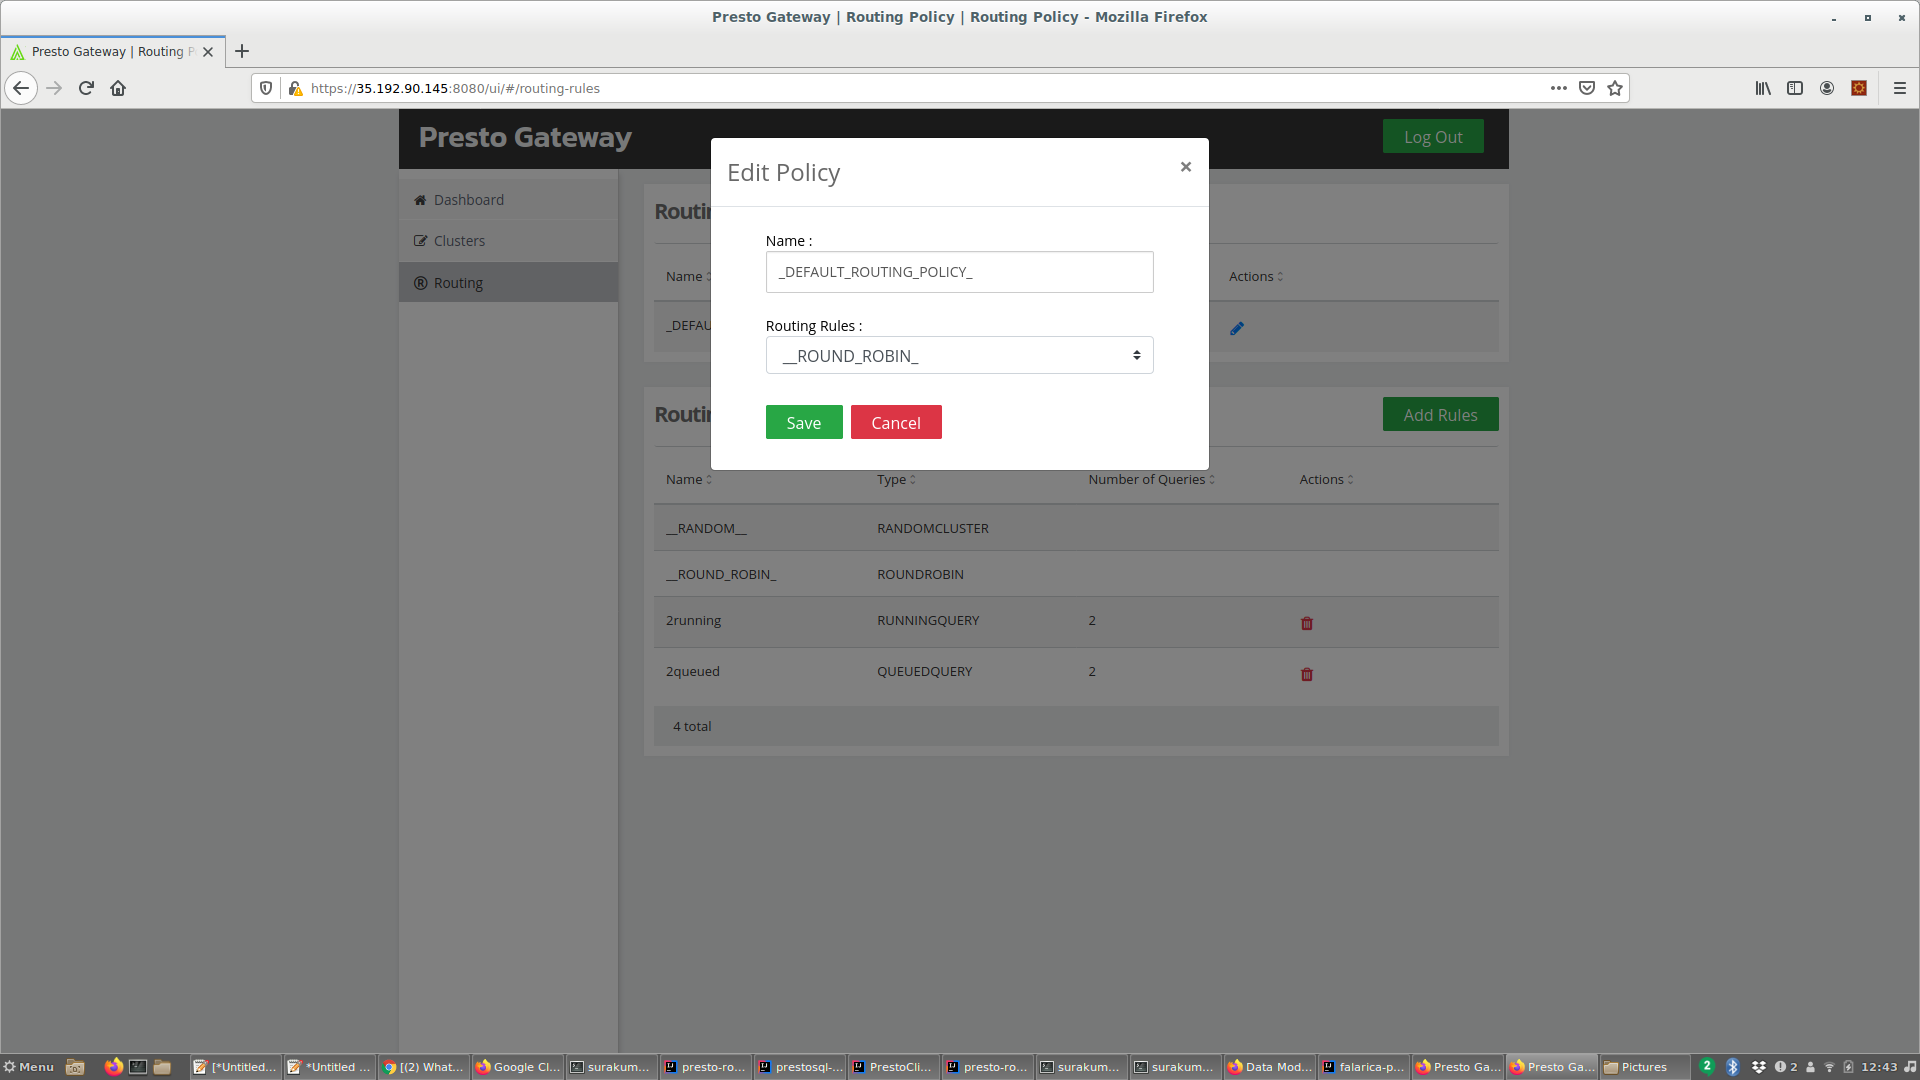 Presto Gateway | Routing Policy | Routing Policy - Mozilla Firefox
Presto Gateway | Routing P
https://35.192.90.145:8080/ui/#/routing-rules
Presto Gateway
Log Out
Dashboard
Clusters
Routing
Edit Policy
×
Name :
_DEFAULT_ROUTING_POLICY_
Routing Rules :
__ROUND_ROBIN_
Save Cancel
Routin
Name Actions
_DEFAU
Routin
Add Rules
Name Type Number of Queries Actions
__RANDOM__ RANDOMCLUSTER
__ROUND_ROBIN_ ROUNDROBIN
2running RUNNINGQUERY 2
2queued QUEUEDQUERY 2
4 total
Menu [*Untitled... *Untitled ... [(2) What... Google Cl... surakum... presto-ro... prestosql-... PrestoCli... presto-ro... surakum... surakum... Data Mod... falarica-p... Presto Ga... Presto Ga... Pictures 2 2 12:43